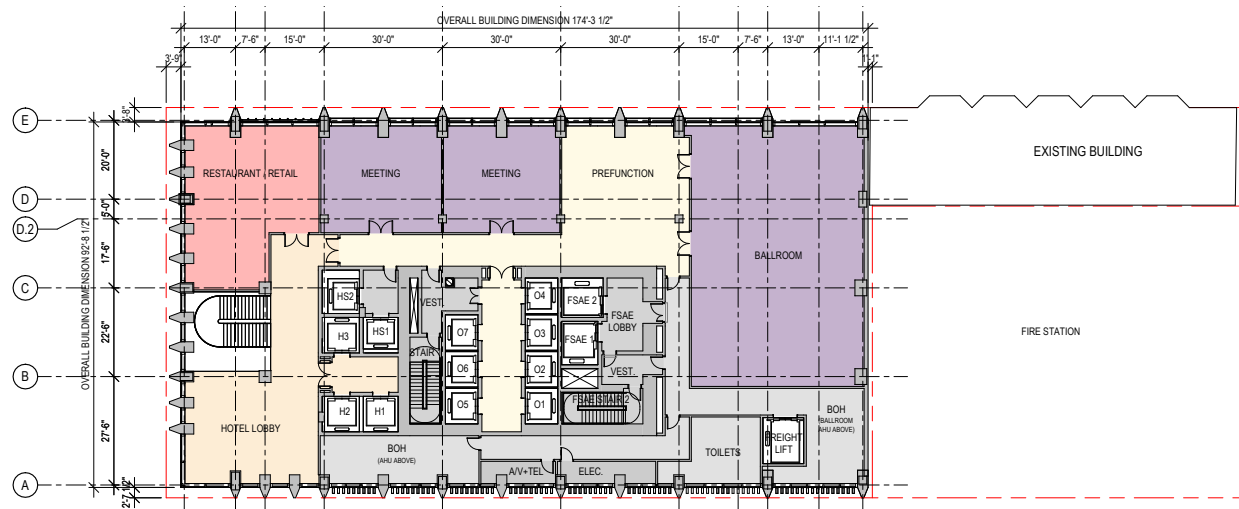 OVERALL BUILDING DIMENSION 174'-3 1/2"
13'-0"
7'-6"
15'-0"
30'-0"
30'-0"
30'-0"
15'-0"
7'-6"
13'-0"
11'-1 1/2"
3'-9"
1'-1"
E
D
D.2
C
B
A
OVERALL BUILDING DIMENSION 92'-8 1/2"
20'-0"
5'-0"
17'-6"
22'-6"
27'-6"
2'-7 1/2"
RESTAURANT
RETAIL
MEETING
MEETING
PREFUNCTION
EXISTING BUILDING
BALLROOM
FIRE STATION
HS2
VEST.
O4
FSAE 2
FSAE
LOBBY
H3
HS1
O7
O3
FSAE 1
STAIR
O6
O2
VEST.
H2
H1
O5
O1
FSAE STAIR 2
HOTEL LOBBY
BOH
(AHU ABOVE)
A/V+TEL
ELEC.
TOILETS
LIFT
BOH
(BALLROOM
AHU ABOVE)